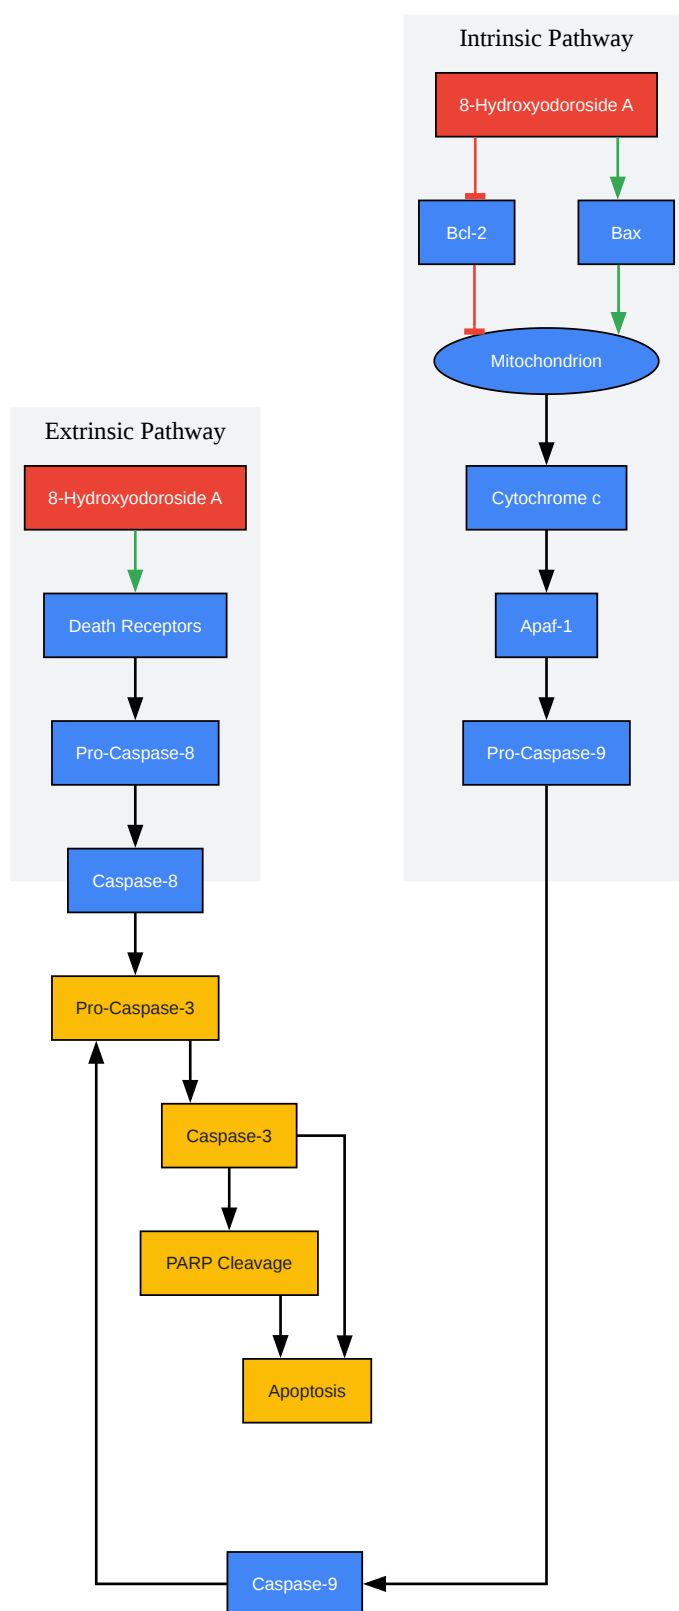 Intrinsic Pathway
8-Hydroxyodoroside A
Bcl-2
Bax
Mitochondrion
Cytochrome c
Apaf-1
Pro-Caspase-9
Extrinsic Pathway
8-Hydroxyodoroside A
Death Receptors
Pro-Caspase-8
Caspase-8
Pro-Caspase-3
Caspase-3
PARP Cleavage
Apoptosis
Caspase-9